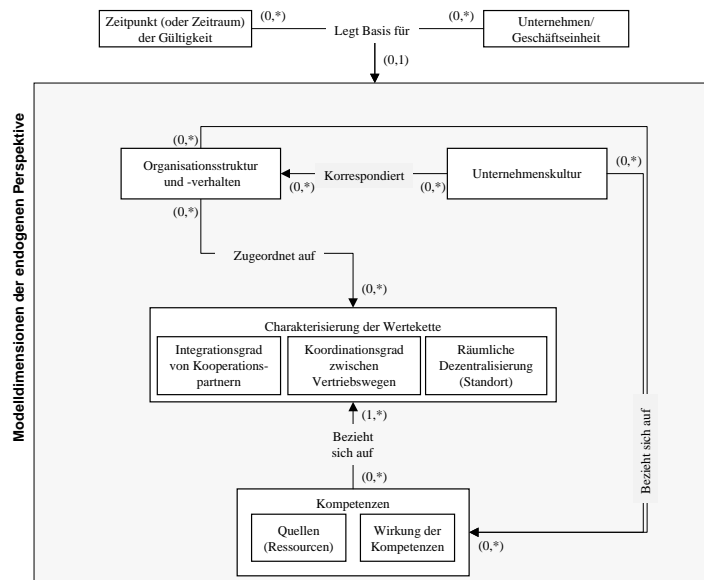 Zeitpunkt (oder Zeitraum)
der Gültigkeit
(0,*)
Legt Basis für
(0,*)
Unternehmen/
Geschäftseinheit
(0,1)
Modelldimensionen der endogenen Perspektive
(0,*)
Organisationsstruktur
und -verhalten
(0,*)
Korrespondiert
(0,*)
Unternehmenskultur
(0,*)
(0,*)
Zugeordnet auf
(0,*)
Charakterisierung der Wertekette
Integrationsgrad
von Kooperations-
partnern
Koordinationsgrad
zwischen
Vertriebswegen
Räumliche
Dezentralisierung
(Standort)
(1,*)
Bezieht
sich auf
(0,*)
Bezieht sich auf
Kompetenzen
Quellen
(Ressourcen)
Wirkung der
Kompetenzen
(0,*)